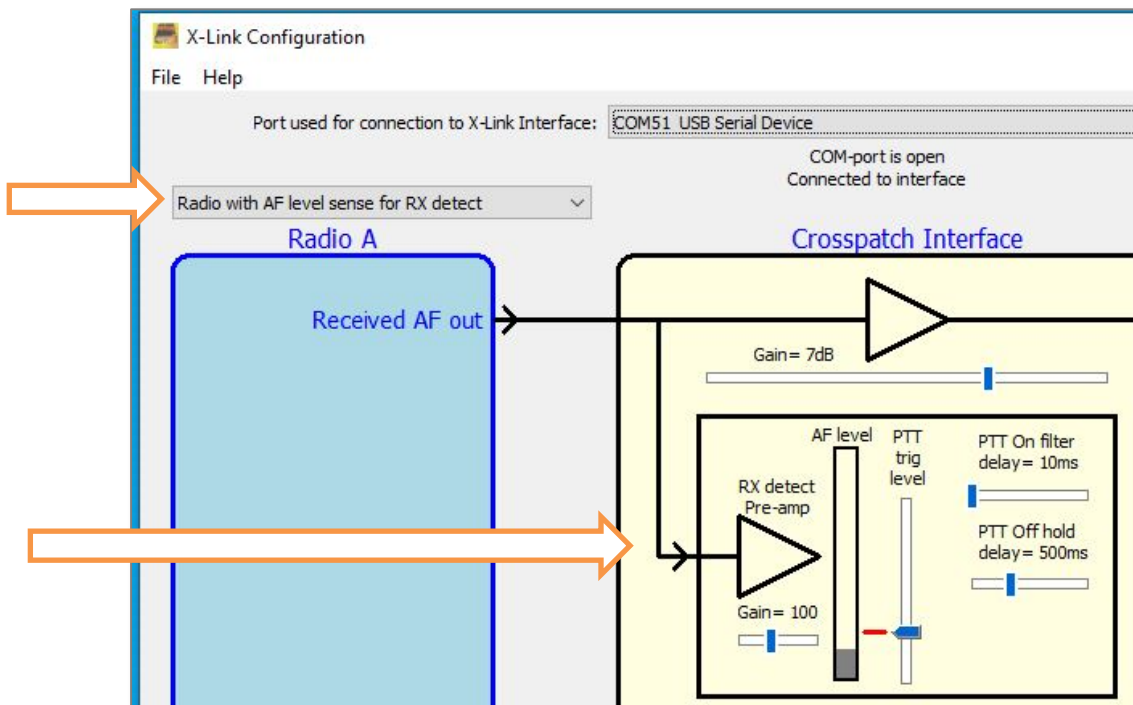 X-Link Configuration
File Help
Port used for connection to X-Link Interface: COM51 USB Serial Device
COM-port is open
Connected to interface
Radio with AF level sense for RX detect
Radio A
Crosspatch Interface
Received AF out
Gain= 7dB
AF level
PTT
trig
level
PTT On filter
delay= 10ms
RX detect
Pre-amp
PTT Off hold
delay= 500ms
Gain= 100